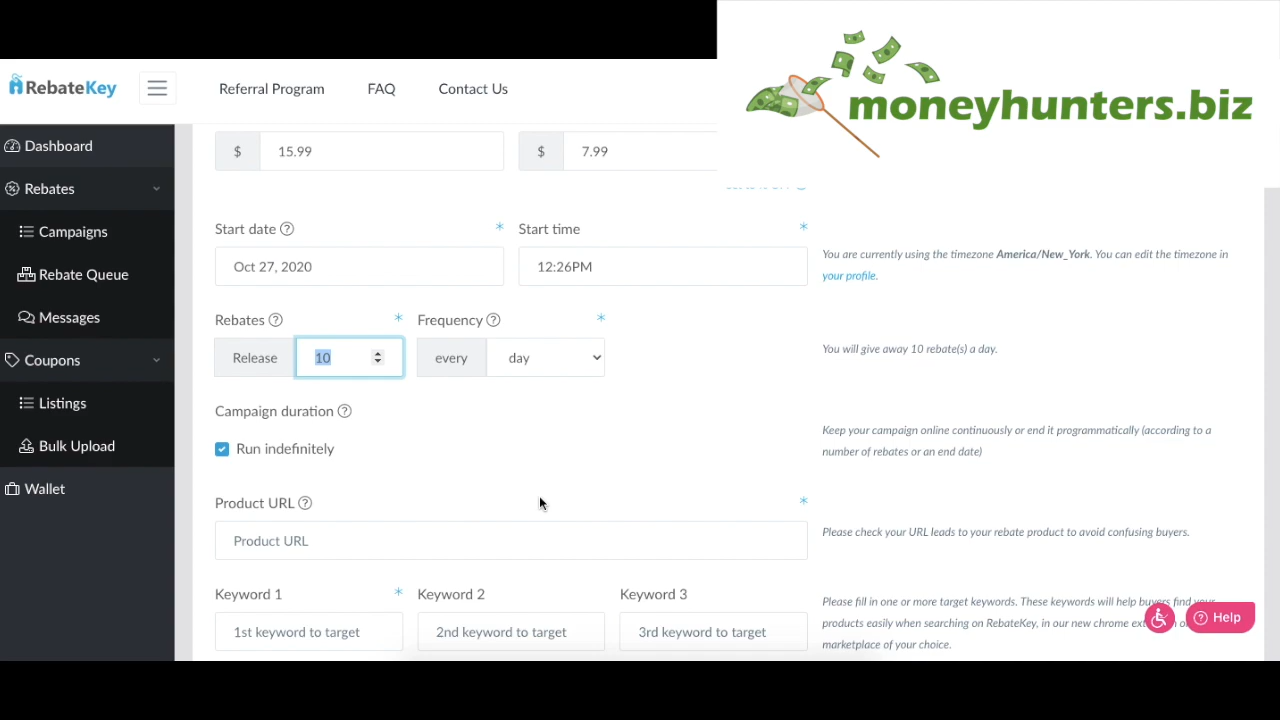 moneyhunters.biz
RebateKey
Referral Program
FAQ
Contact Us
Dashboard
Rebates
Campaigns
Rebate Queue
Messages
Coupons
Listings
Bulk Upload
Wallet
$ 15.99
$ 7.99
Start date ? *
Start time *
Oct 27, 2020
12:26PM
You are currently using the timezone America/New_York. You can edit the timezone in
your profile.
Rebates ? *
Frequency ? *
Release 10
every day
You will give away 10 rebate(s) a day.
Campaign duration ?
Run indefinitely
Keep your campaign online continuously or end it programmatically (according to a
number of rebates or an end date)
Product URL ? *
Product URL
Please check your URL leads to your rebate product to avoid confusing buyers.
Keyword 1 *
Keyword 2
Keyword 3
1st keyword to target
2nd keyword to target
3rd keyword to target
Please fill in one or more target keywords. These keywords will help buyers find your
products easily when searching on RebateKey, in our new chrome
marketplace of your choice.
Help